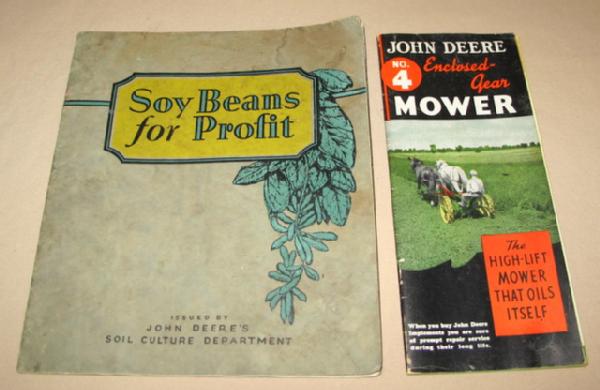 Soy Beans
for Profit
ISSUED BY
JOHN DEERE'S
SOIL CULTURE DEPARTMENT
JOHN DEERE
NO. 4
Enclosed-
Gear
MOWER
The
HIGH-LIFT
MOWER
THAT OILS
ITSELF
When you buy John Deere
Implements you are sure
of prompt repair service
during their long life.